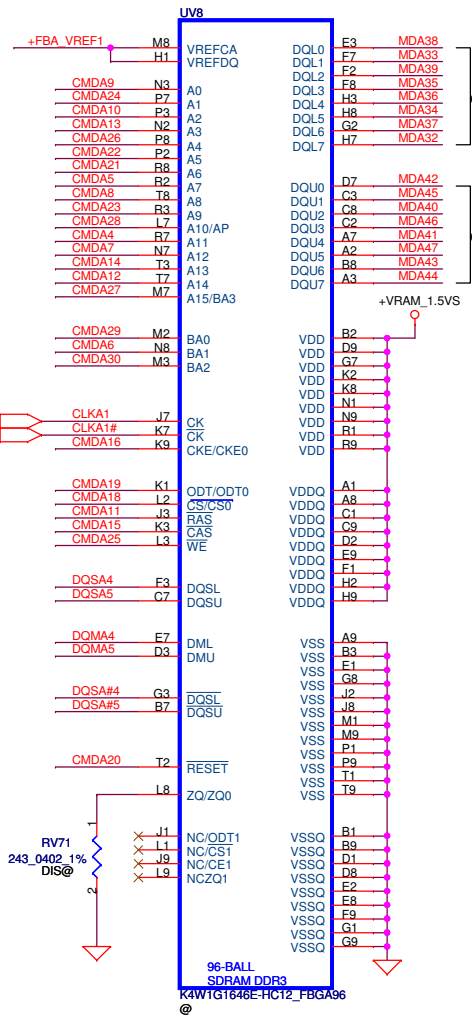 UV8
+FBA_VREF1 M8 VREFCA DQL0 E3 MDA38
H1 VREFDQ DQL1 F7 MDA33
DQL2 F2 MDA39
CMDA9 N3 A0 DQL3 F8 MDA35
CMDA24 P7 A1 DQL4 H3 MDA36
CMDA10 P3 A2 DQL5 H8 MDA34
CMDA13 N2 A3 DQL6 G2 MDA37
CMDA26 P8 A4 DQL7 H7 MDA32
CMDA22 P2 A5
CMDA21 R8 A6
CMDA5 R2 A7 DQU0 D7 MDA42
CMDA8 T8 A8 DQU1 C3 MDA45
CMDA23 R3 A9 DQU2 C8 MDA40
CMDA28 L7 A10/AP DQU3 C2 MDA46
CMDA4 R7 A11 DQU4 A7 MDA41
CMDA7 N7 A12 DQU5 A2 MDA47
CMDA14 T3 A13 DQU6 B8 MDA43
CMDA12 T7 A14 DQU7 A3 MDA44
CMDA27 M7 A15/BA3
+VRAM_1.5VS
CMDA29 M2 BA0 VDD B2
CMDA6 N8 BA1 VDD D9
CMDA30 M3 BA2 VDD G7
VDD K2
VDD K8
VDD N1
CLKA1 J7 CK VDD N9
CLKA1# K7 CK VDD R1
CMDA16 K9 CKE/CKE0 VDD R9
CMDA19 K1 ODT/ODT0 VDDQ A1
CMDA18 L2 CS/CS0 VDDQ A8
CMDA11 J3 RAS VDDQ C1
CMDA15 K3 CAS VDDQ C9
CMDA25 L3 WE VDDQ D2
VDDQ E9
VDDQ F1
DQSA4 F3 DQSL VDDQ H2
DQSA5 C7 DQSU VDDQ H9
DQMA4 E7 DML VSS A9
DQMA5 D3 DMU VSS B3
VSS E1
VSS G8
DQSA#4 G3 DQSL VSS J2
DQSA#5 B7 DQSU VSS J8
VSS M1
VSS M9
VSS P1
CMDA20 T2 RESET VSS P9
VSS T1
L8 ZQ/ZQ0 VSS T9
1
J1 NC/ODT1 VSSQ B1
RV71 L1 NC/CS1 VSSQ B9
243_0402_1% J9 NC/CE1 VSSQ D1
DIS@ L9 NCZQ1 VSSQ D8
2 VSSQ E2
VSSQ E8
VSSQ F9
VSSQ G1
VSSQ G9
96-BALL
SDRAM DDR3
K4W1G1646E-HC12_FBGA96
@